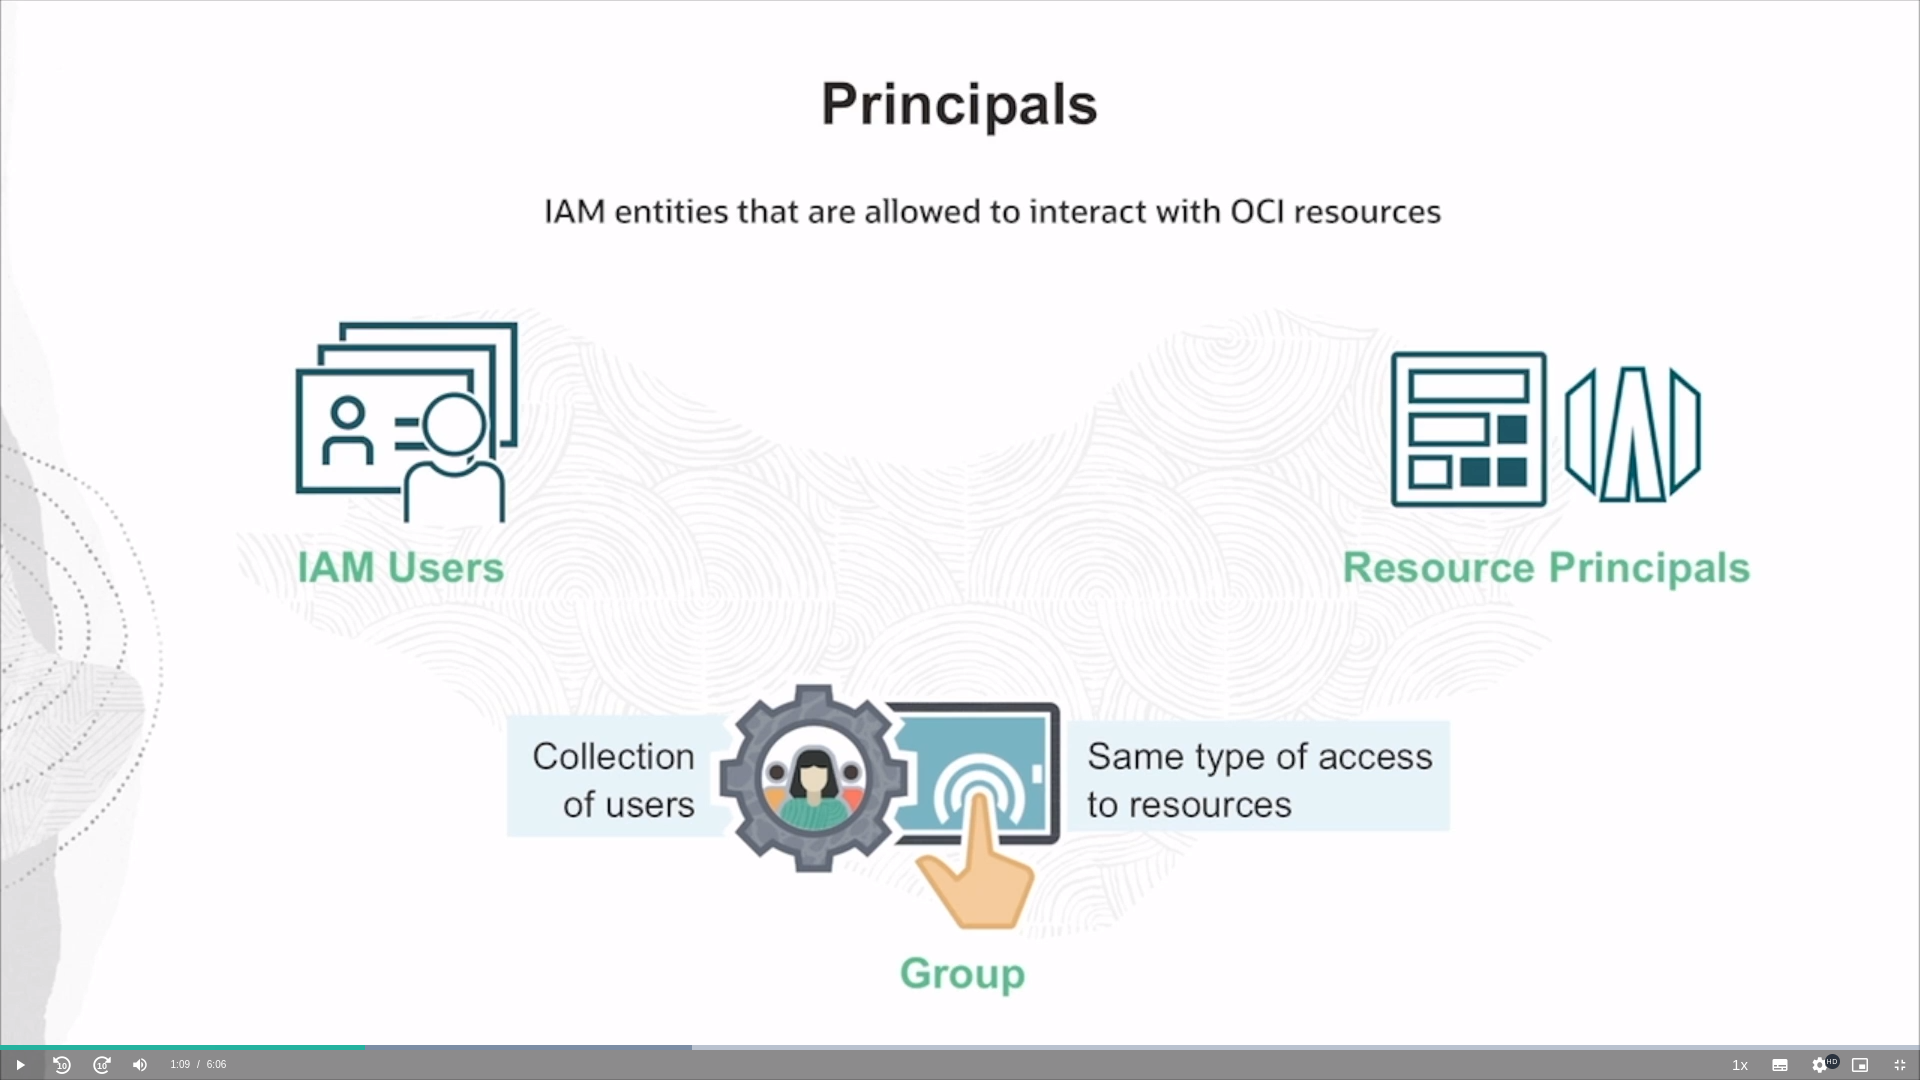 Principals
IAM entities that are allowed to interact with OCI resources
IAM Users
Resource Principals
Collection
of users
Same type of access
to resources
Group
10
10
1:09 / 6:06
1x
HD